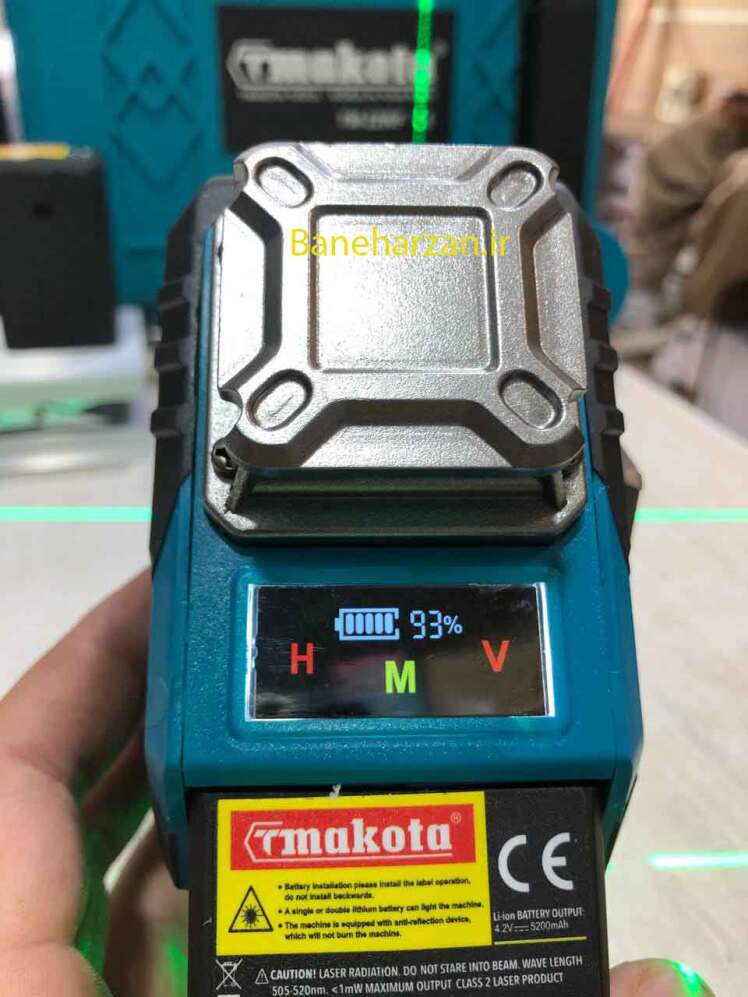 Tmakota
Baneharzan.ir
93%
H
M
V
Tmakota®
CE
• Battery installation please install the label operation,
do not install backwards.
• A single or double lithium battery can light the machine.
• The machine is equipped with anti-reflection device,
which will not burn the machine.
Li-ion BATTERY OUTPUT:
4.2V⎓5200mAh
⚠CAUTION! LASER RADIATION. DO NOT STARE INTO BEAM. WAVE LENGTH
505-520nm. <1mW MAXIMUM OUTPUT CLASS 2 LASER PRODUCT